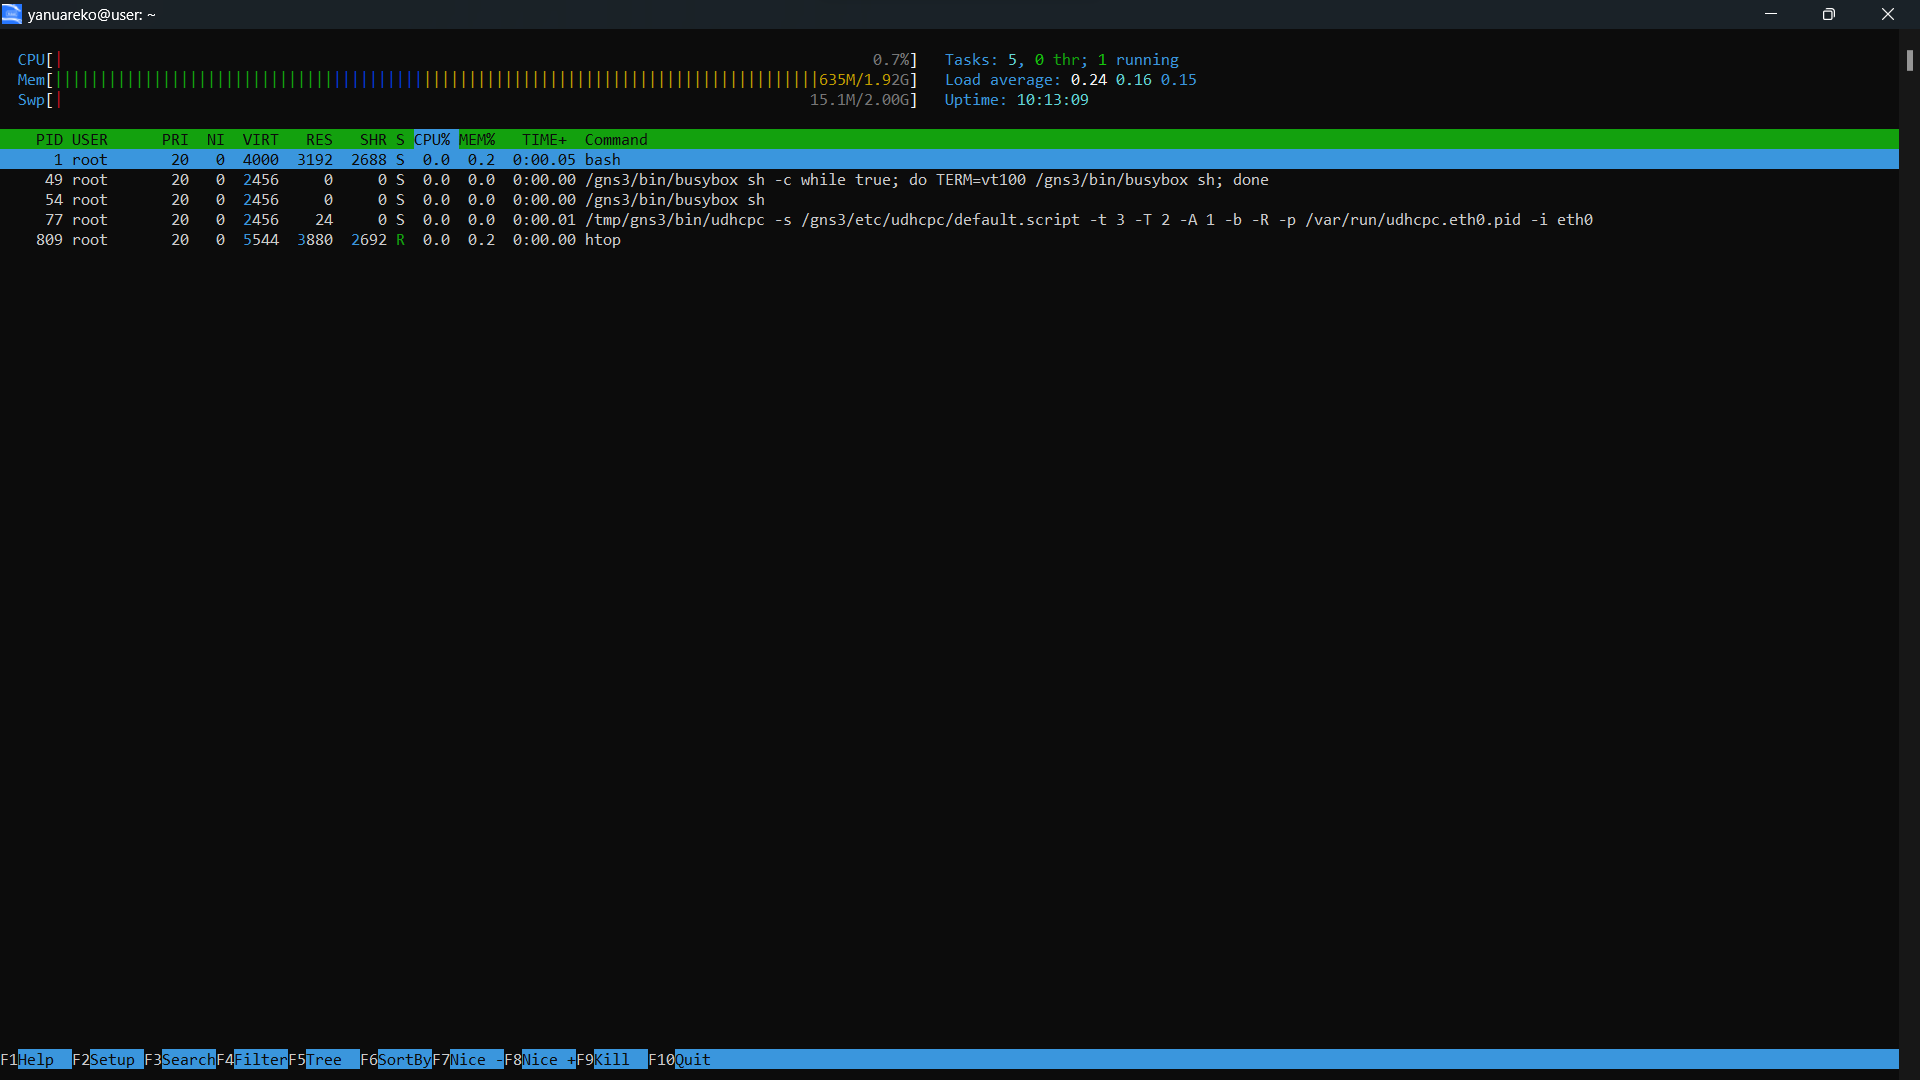 yanuareko@user: ~
CPU[| 0.7%] Tasks: 5, 0 thr; 1 running
Mem[|||||||||||||||||||||||||||||||||||||||||||||||||||||||||||||||||||||||||||||||||||||635M/1.92G] Load average: 0.24 0.16 0.15
Swp[| 15.1M/2.00G] Uptime: 10:13:09
PID USER PRI NI VIRT RES SHR S CPU% MEM% TIME+ Command
1 root 20 0 4000 3192 2688 S 0.0 0.2 0:00.05 bash
49 root 20 0 2456 0 0 S 0.0 0.0 0:00.00 /gns3/bin/busybox sh -c while true; do TERM=vt100 /gns3/bin/busybox sh; done
54 root 20 0 2456 0 0 S 0.0 0.0 0:00.00 /gns3/bin/busybox sh
77 root 20 0 2456 24 0 S 0.0 0.0 0:00.01 /tmp/gns3/bin/udhcpc -s /gns3/etc/udhcpc/default.script -t 3 -T 2 -A 1 -b -R -p /var/run/udhcpc.eth0.pid -i eth0
809 root 20 0 5544 3880 2692 R 0.0 0.2 0:00.00 htop
F1Help F2Setup F3SearchF4FilterF5Tree F6SortByF7Nice -F8Nice +F9Kill F10Quit